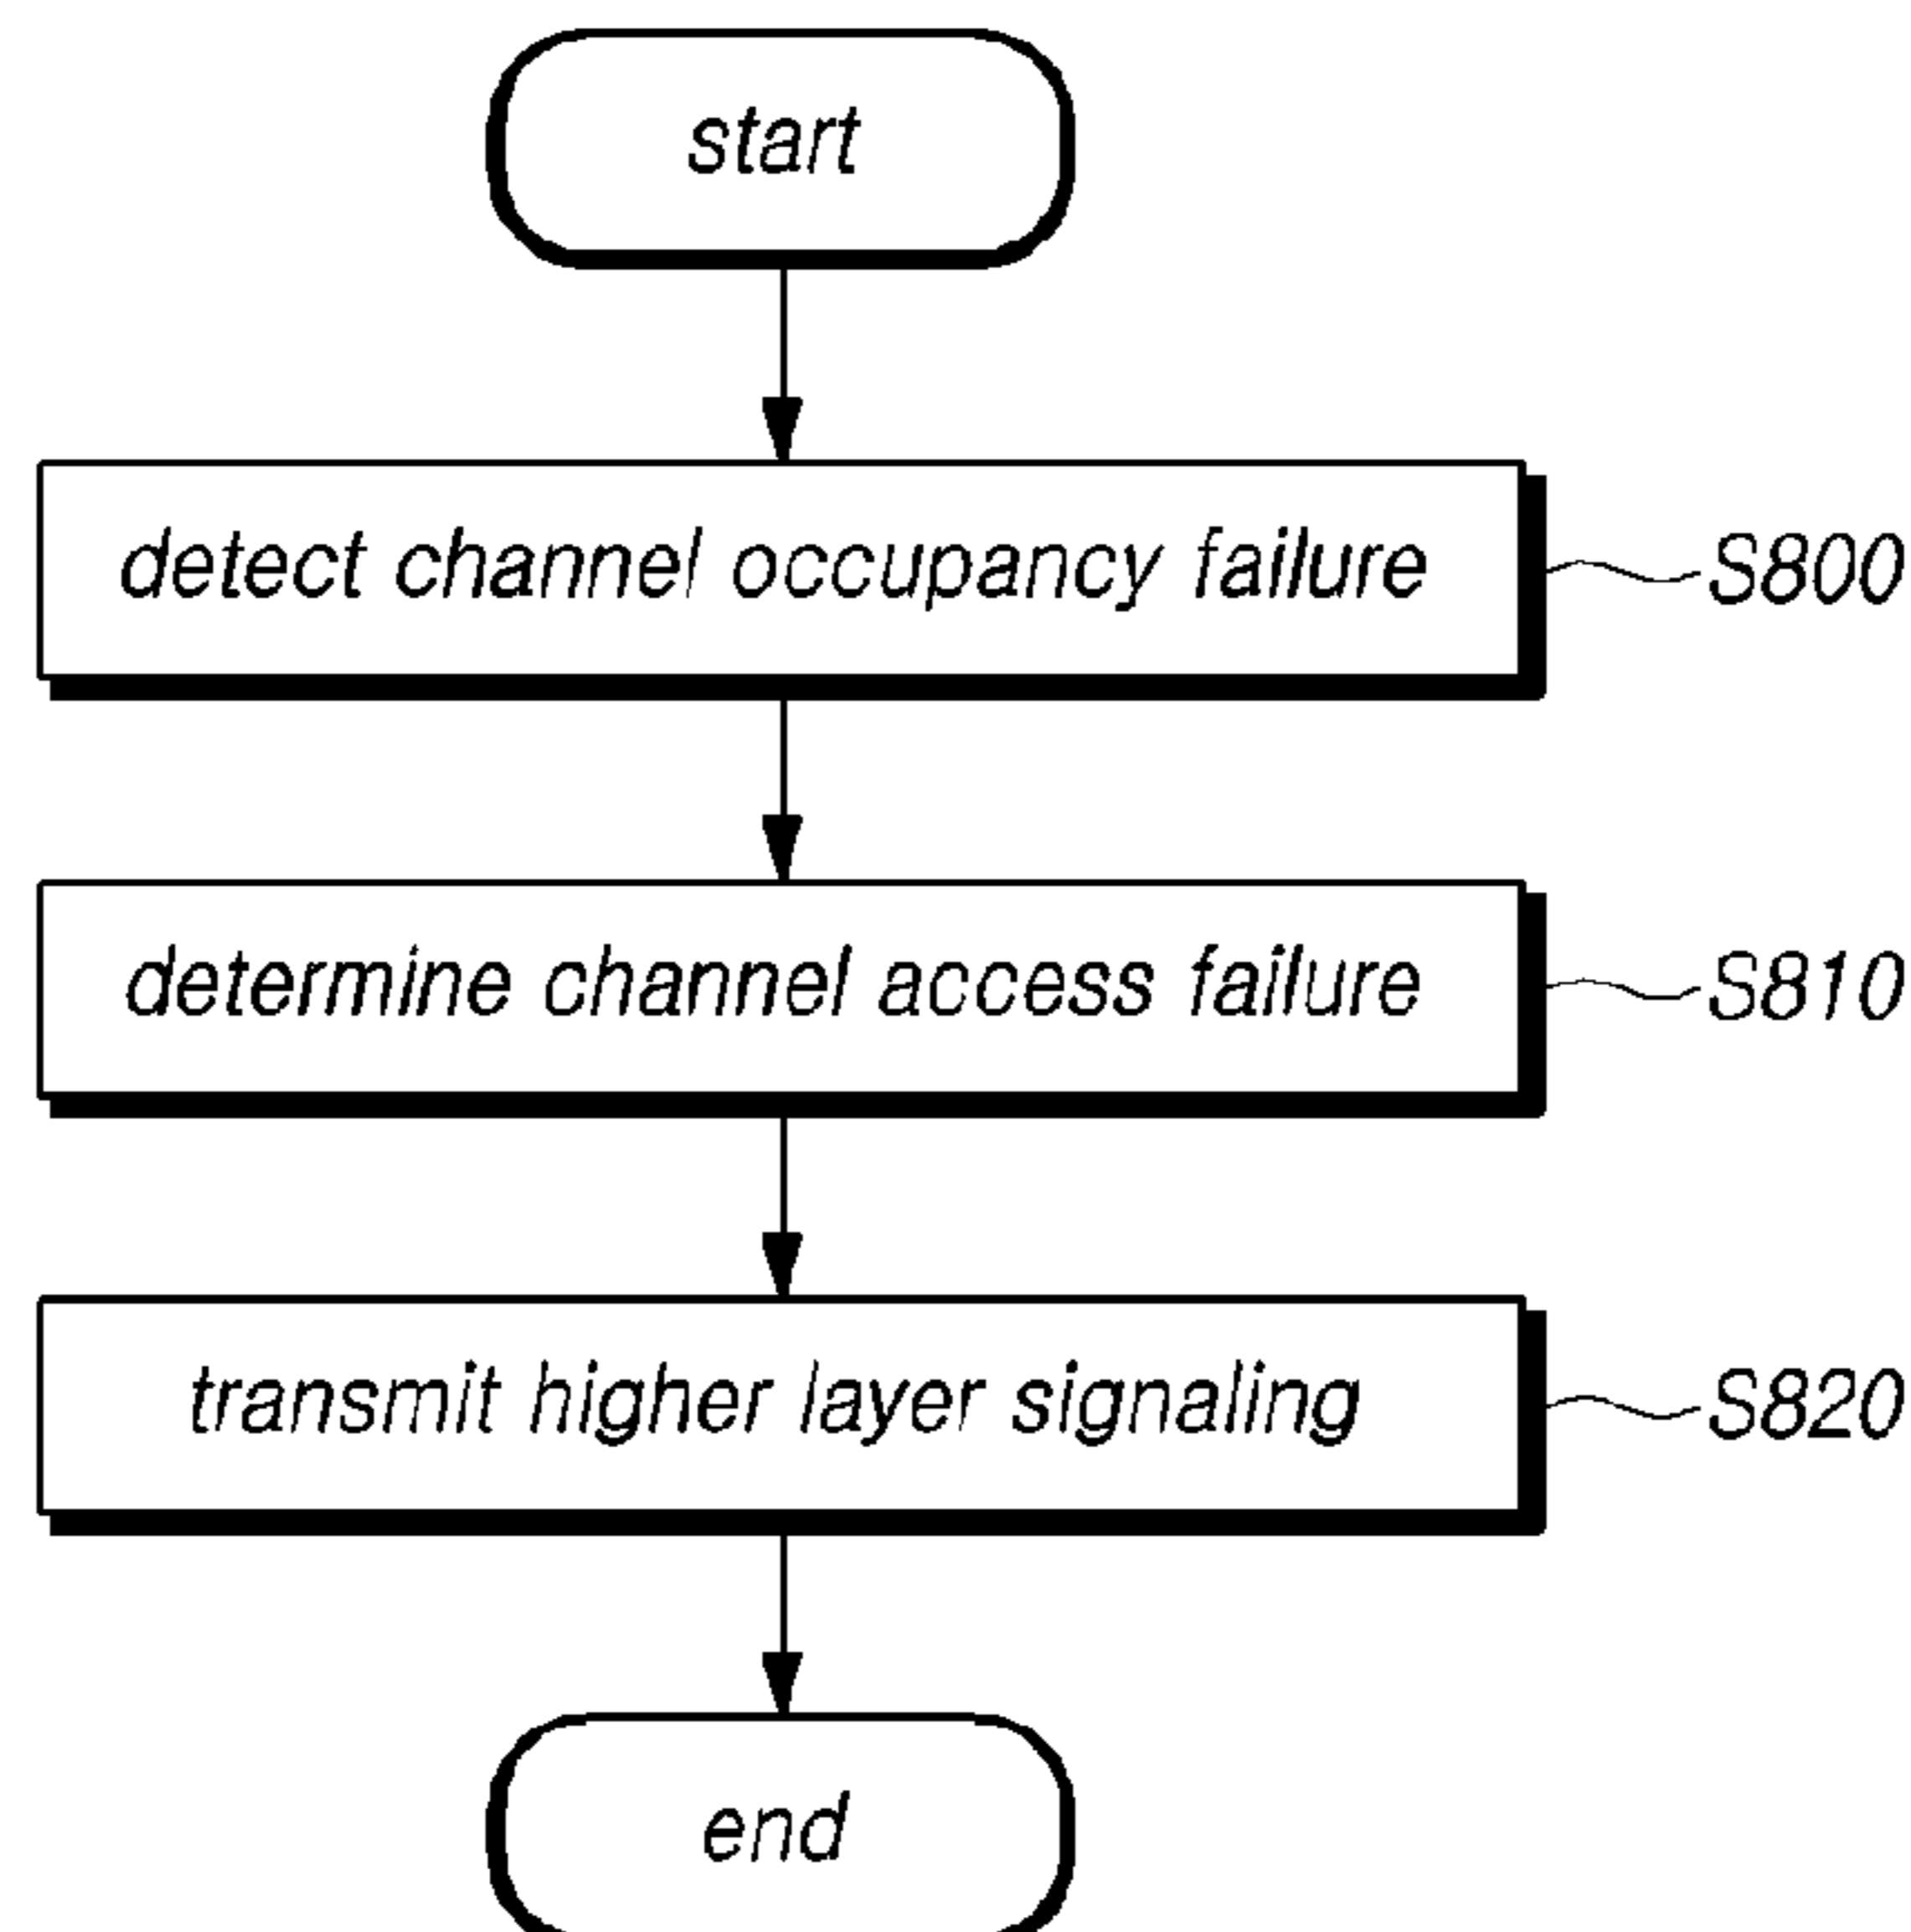 start
detect channel occupancy failure
S800
determine channel access failure
S810
transmit higher layer signaling
S820
end